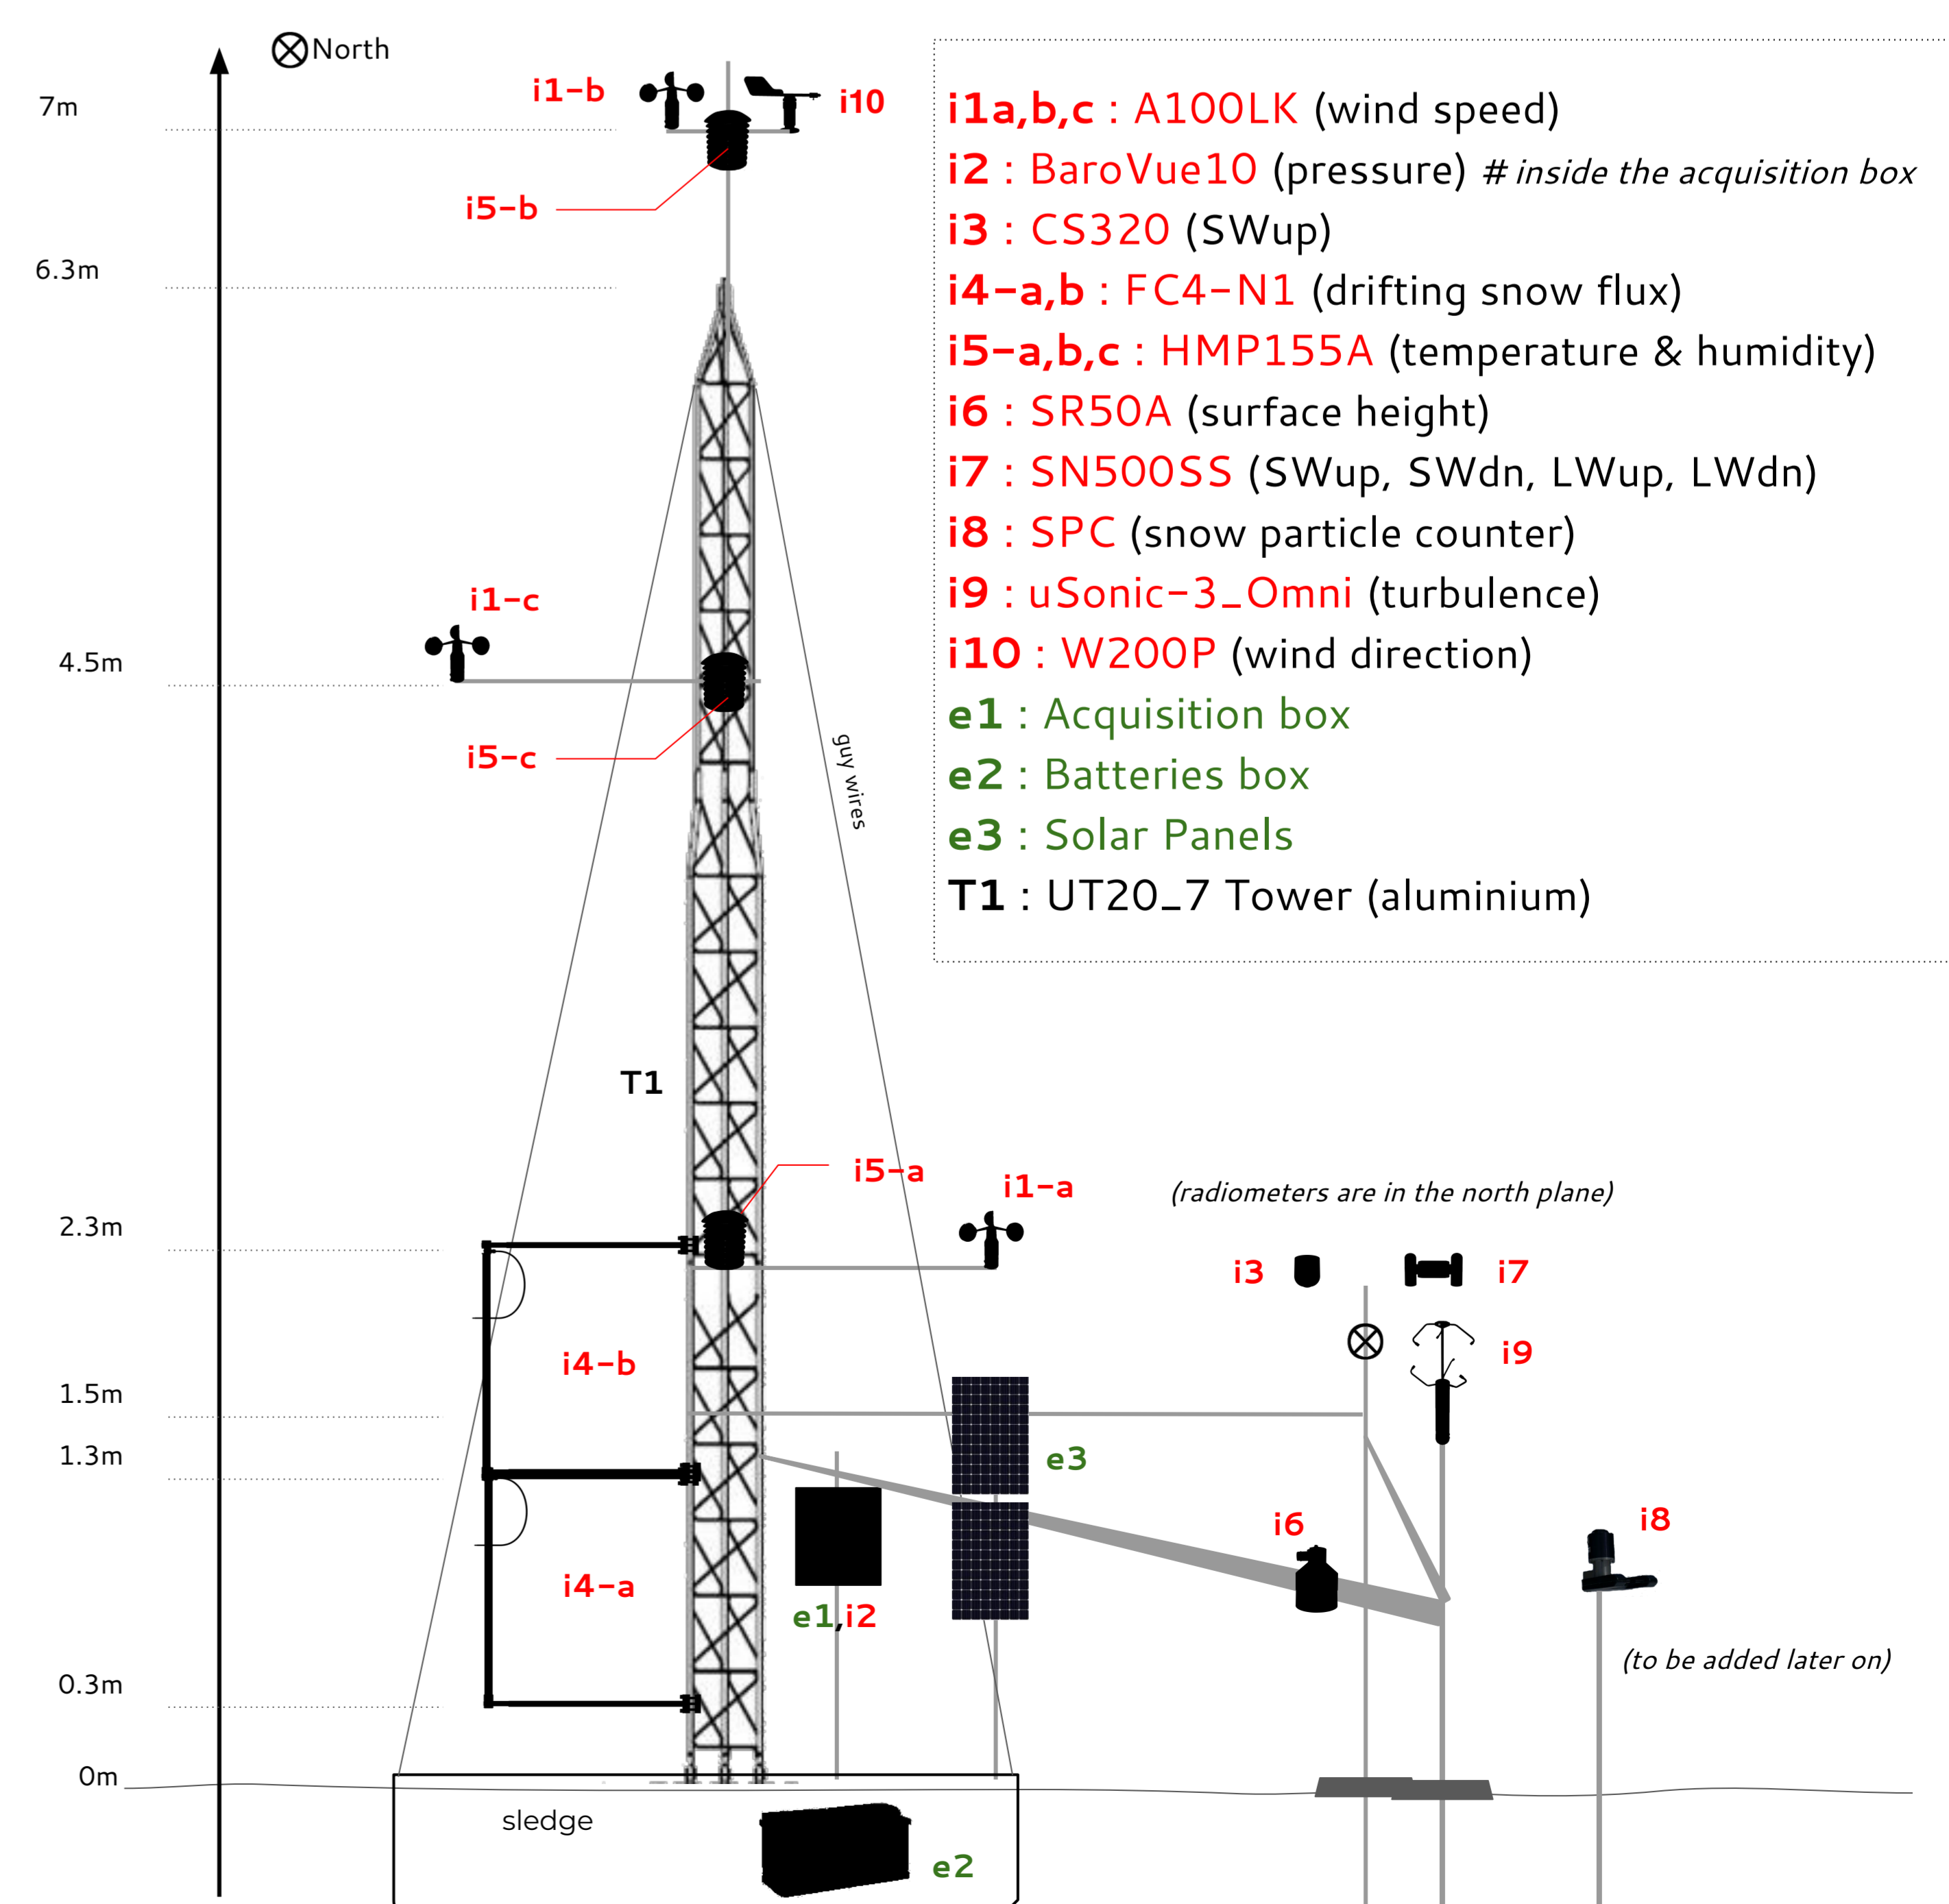 North
7m
i1-b
i10
i5-b
6.3m
i1-c
4.5m
i5-c
guy wires
i1a,b,c : A100LK (wind speed)
i2 : BaroVue10 (pressure) # inside the acquisition box
i3 : CS320 (SWup)
i4-a,b : FC4-N1 (drifting snow flux)
i5-a,b,c : HMP155A (temperature & humidity)
i6 : SR50A (surface height)
i7 : SN500SS (SWup, SWdn, LWup, LWdn)
i8 : SPC (snow particle counter)
i9 : uSonic-3_Omni (turbulence)
i10 : W200P (wind direction)
e1 : Acquisition box
e2 : Batteries box
e3 : Solar Panels
T1 : UT20_7 Tower (aluminium)
T1
i5-a
i1-a
(radiometers are in the north plane)
2.3m
i3
i7
i4-b
i9
1.5m
1.3m
e3
i6
i8
i4-a
e1,i2
(to be added later on)
0.3m
0m
sledge
e2